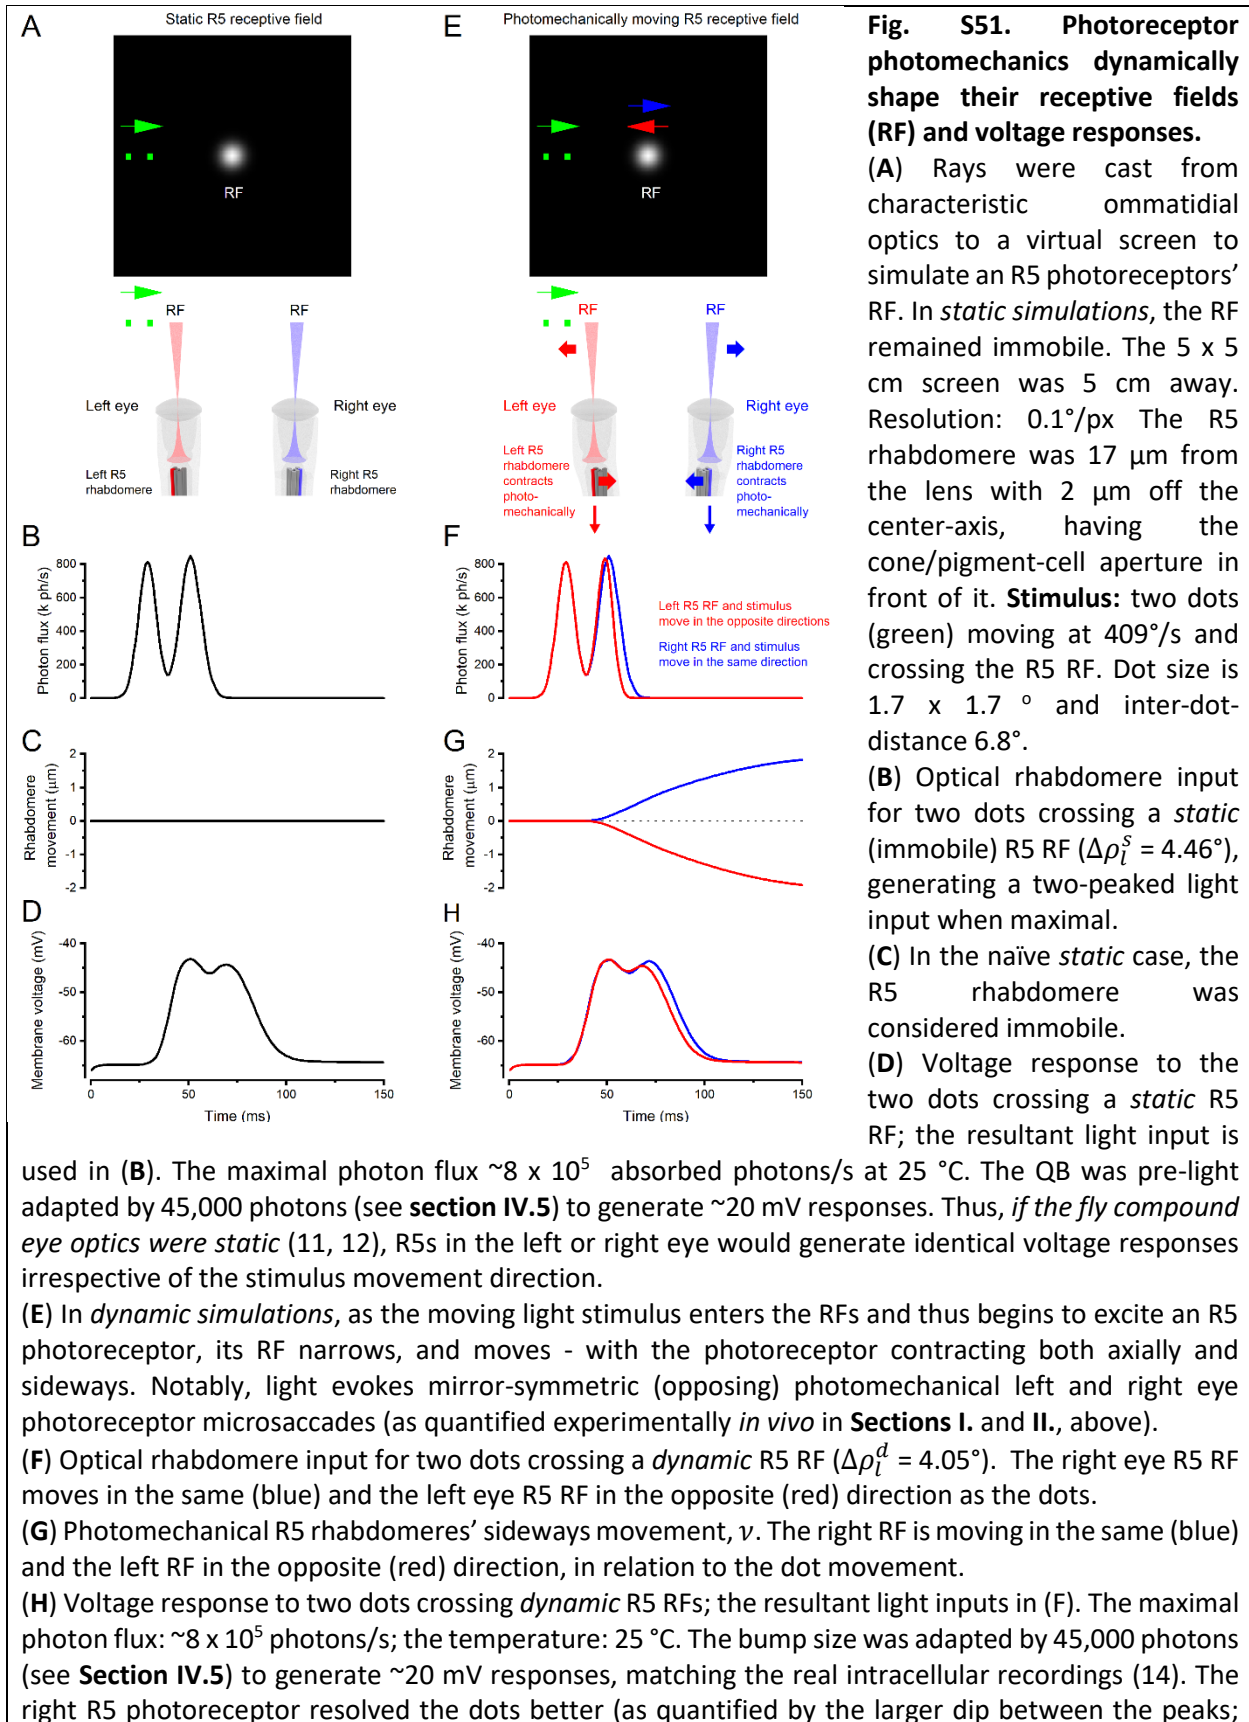 A
Static R5 receptive field
RF
RF
RF
Left eye
Right eye
Left R5
rhabdomere
Right R5
rhabdomere
B
Photon flux (k ph/s)
800
600
400
200
0
C
Rhabdomere
movement (µm)
2
1
0
-1
-2
D
Membrane voltage (mV)
-40
-50
-60
0
50
100
150
Time (ms)
E
Photomechanically moving R5 receptive field
RF
RF
RF
Left eye
Right eye
Left R5
rhabdomere
contracts
photo-
mechanically
Right R5
rhabdomere
contracts
photo-
mechanically
F
Photon flux (k ph/s)
800
600
400
200
0
Left R5 RF and stimulus
move in the opposite directions
Right R5 RF and stimulus
move in the same direction
G
Rhabdomere
movement (µm)
2
1
0
-1
-2
H
Membrane voltage (mV)
-40
-50
-60
0
50
100
150
Time (ms)
Fig. S51. Photoreceptor
photomechanics dynamically
shape their receptive fields
(RF) and voltage responses.
(A) Rays were cast from
characteristic ommatidial
optics to a virtual screen to
simulate an R5 photoreceptors’
RF. In static simulations, the RF
remained immobile. The 5 x 5
cm screen was 5 cm away.
Resolution: 0.1°/px The R5
rhabdomere was 17 µm from
the lens with 2 µm off the
center-axis, having the
cone/pigment-cell aperture in
front of it. Stimulus: two dots
(green) moving at 409°/s and
crossing the R5 RF. Dot size is
1.7 x 1.7 ° and inter-dot-
distance 6.8°.
(B) Optical rhabdomere input
for two dots crossing a static
(immobile) R5 RF (Δρₗˢ = 4.46°),
generating a two-peaked light
input when maximal.
(C) In the naïve static case, the
R5 rhabdomere was
considered immobile.
(D) Voltage response to the
two dots crossing a static R5
RF; the resultant light input is
used in (B). The maximal photon flux ~8 x 10⁵ absorbed photons/s at 25 °C. The QB was pre-light
adapted by 45,000 photons (see section IV.5) to generate ~20 mV responses. Thus, if the fly compound
eye optics were static (11, 12), R5s in the left or right eye would generate identical voltage responses
irrespective of the stimulus movement direction.
(E) In dynamic simulations, as the moving light stimulus enters the RFs and thus begins to excite an R5
photoreceptor, its RF narrows, and moves - with the photoreceptor contracting both axially and
sideways. Notably, light evokes mirror-symmetric (opposing) photomechanical left and right eye
photoreceptor microsaccades (as quantified experimentally in vivo in Sections I. and II., above).
(F) Optical rhabdomere input for two dots crossing a dynamic R5 RF (Δρₗᵈ = 4.05°). The right eye R5 RF
moves in the same (blue) and the left eye R5 RF in the opposite (red) direction as the dots.
(G) Photomechanical R5 rhabdomeres’ sideways movement, ν. The right RF is moving in the same (blue)
and the left RF in the opposite (red) direction, in relation to the dot movement.
(H) Voltage response to two dots crossing dynamic R5 RFs; the resultant light inputs in (F). The maximal
photon flux: ~8 x 10⁵ photons/s; the temperature: 25 °C. The bump size was adapted by 45,000 photons
(see Section IV.5) to generate ~20 mV responses, matching the real intracellular recordings (14). The
right R5 photoreceptor resolved the dots better (as quantified by the larger dip between the peaks;